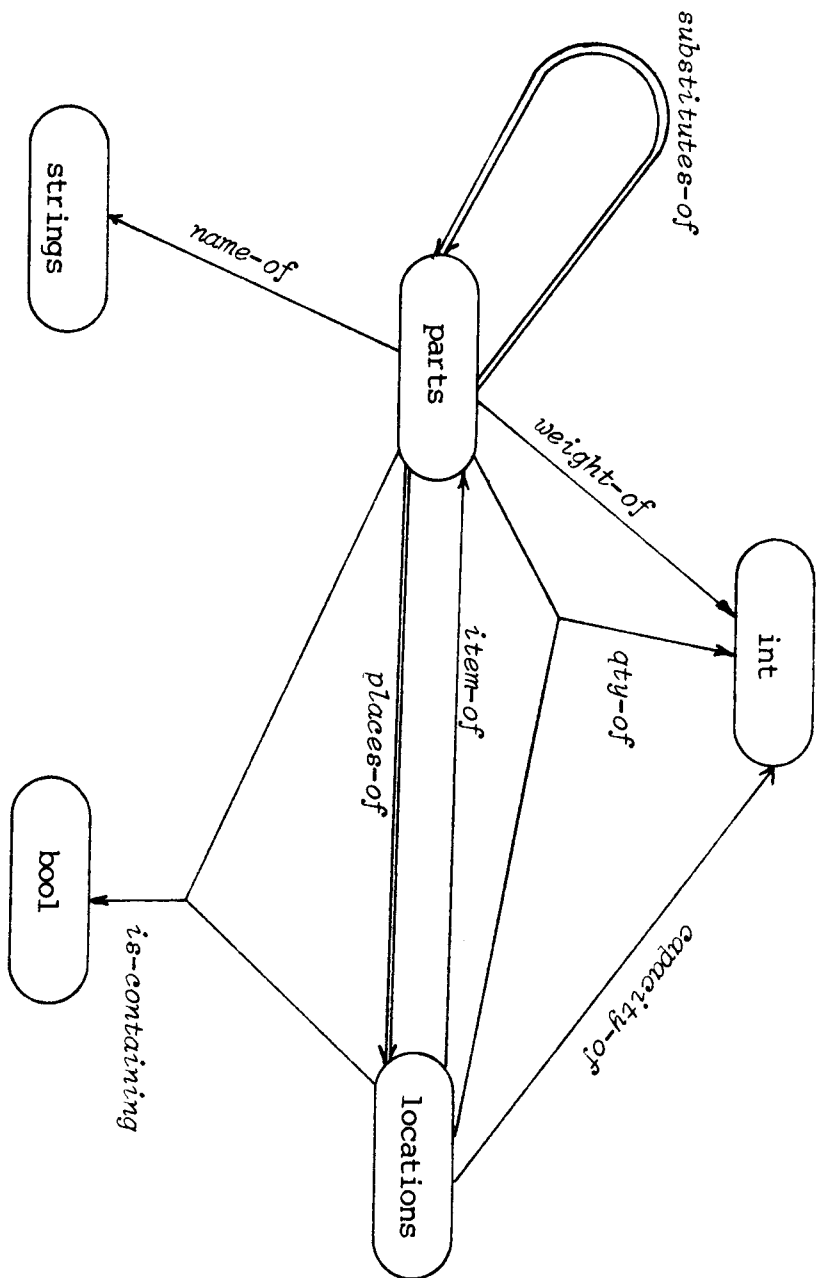 int
substitutes-of
capacity-of
weight-of
qty-of
item-of
parts
locations
places-of
name-of
is-containing
strings
bool